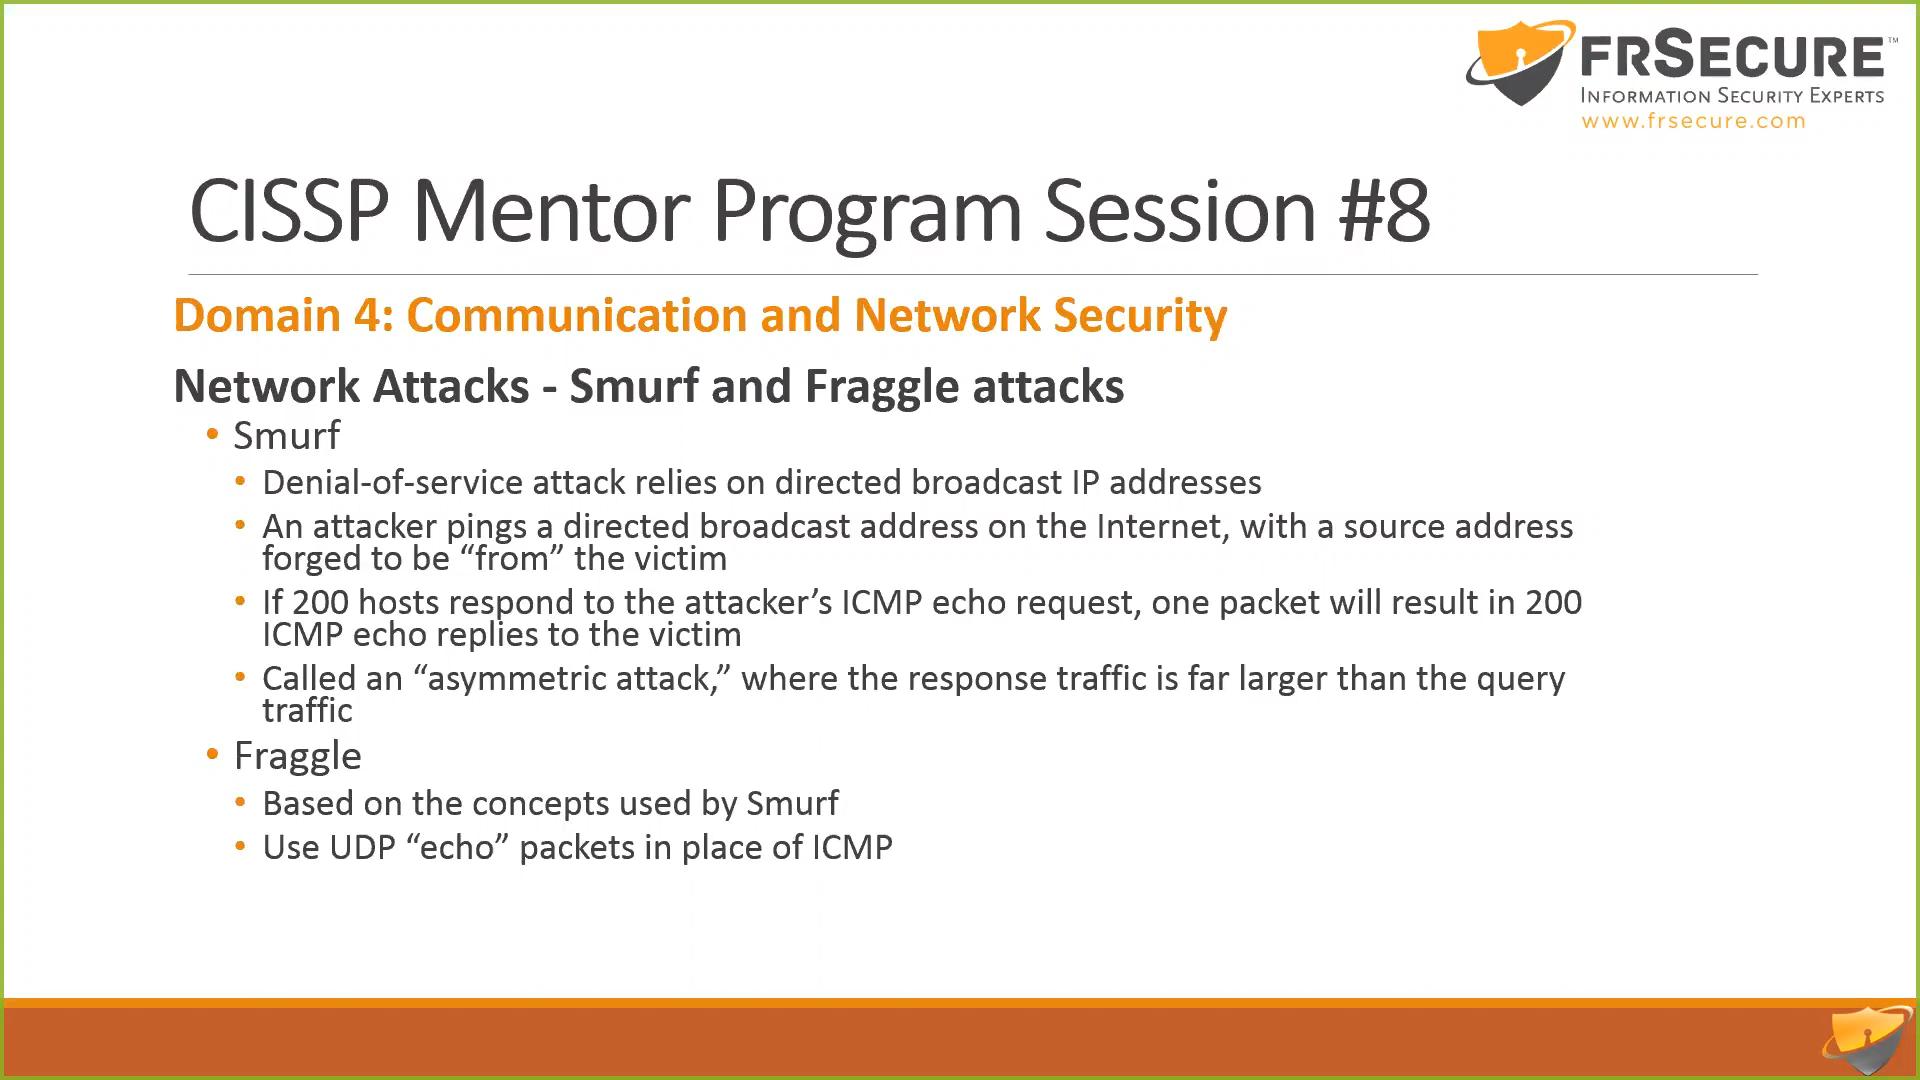 FRSECURE™
INFORMATION SECURITY EXPERTS
www.frsecure.com
CISSP Mentor Program Session #8
Domain 4: Communication and Network Security
Network Attacks - Smurf and Fraggle attacks
• Smurf
• Denial-of-service attack relies on directed broadcast IP addresses
• An attacker pings a directed broadcast address on the Internet, with a source address
forged to be “from” the victim
• If 200 hosts respond to the attacker’s ICMP echo request, one packet will result in 200
ICMP echo replies to the victim
• Called an “asymmetric attack,” where the response traffic is far larger than the query
traffic
• Fraggle
• Based on the concepts used by Smurf
• Use UDP “echo” packets in place of ICMP